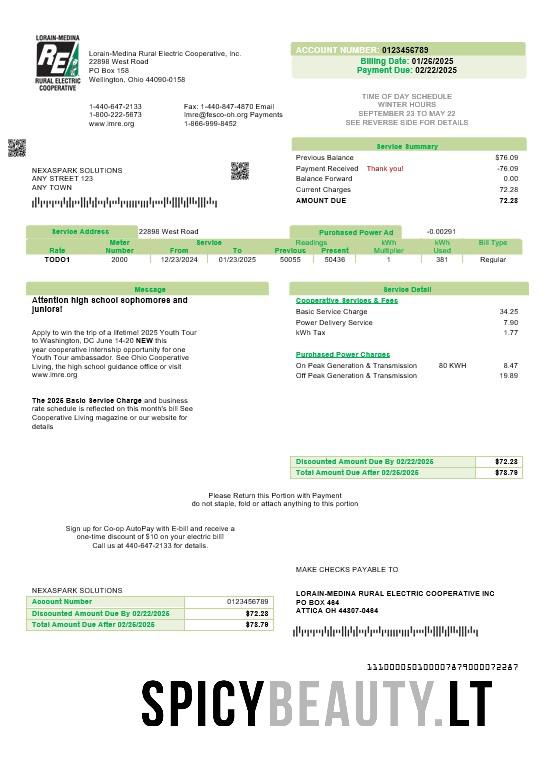 LORAIN-MEDINA
RE
RURAL ELECTRIC
COOPERATIVE
Lorain-Medina Rural Electric Cooperative, Inc.
22898 West Road
PO Box 158
Wellington, Ohio 44090-0158
1-440-647-2133 Fax: 1-440-847-4870 Email
1-800-222-5673 lmre@fesco-oh.org Payments
www.lmre.org 1-866-999-8452
ACCOUNT NUMBER: 0123456789
Billing Date: 01/26/2025
Payment Due: 02/22/2025
TIME OF DAY SCHEDULE
WINTER HOURS
SEPTEMBER 23 TO MAY 22
SEE REVERSE SIDE FOR DETAILS
NEXASPARK SOLUTIONS
ANY STREET 123
ANY TOWN
Service Summary
Previous Balance $76.09
Payment Received Thank you! -76.09
Balance Forward 0.00
Current Charges 72.28
AMOUNT DUE 72.28
Service Address 22898 West Road Purchased Power Ad -0.00291
Meter Service Readings kWh kWh Bill Type
Rate Number From To Previous Present Multiplier Used
TODO1 2000 12/23/2024 01/23/2025 50055 50436 1 381 Regular
Message
Attention high school sophomores and
juniors!
Apply to win the trip of a lifetime! 2025 Youth Tour
to Washington, DC June 14-20 NEW this
year cooperative internship opportunity for one
Youth Tour ambassador. See Ohio Cooperative
Living, the high school guidance office or visit
www.lmre.org
The 2025 Basic Service Charge and business
rate schedule is reflected on this month's bill See
Cooperative Living magazine or our website for
details
Service Detail
Cooperative Services & Fees
Basic Service Charge 34.25
Power Delivery Service 7.90
kWh Tax 1.77
Purchased Power Charges
On Peak Generation & Transmission 80 KWH 8.47
Off Peak Generation & Transmission 19.89
Discounted Amount Due By 02/22/2025 $72.28
Total Amount Due After 02/25/2025 $78.79
Please Return this Portion with Payment
do not staple, fold or attach anything to this portion
Sign up for Co-op AutoPay with E-bill and receive a
one-time discount of $10 on your electric bill!
Call us at 440-647-2133 for details.
MAKE CHECKS PAYABLE TO
NEXASPARK SOLUTIONS
Account Number 0123456789
Discounted Amount Due By 02/22/2025 $72.28
Total Amount Due After 02/25/2025 $78.79
LORAIN-MEDINA RURAL ELECTRIC COOPERATIVE INC
PO BOX 464
ATTICA OH 44807-0464
111000050100007879000072287
SPICYBEAUTY.LT